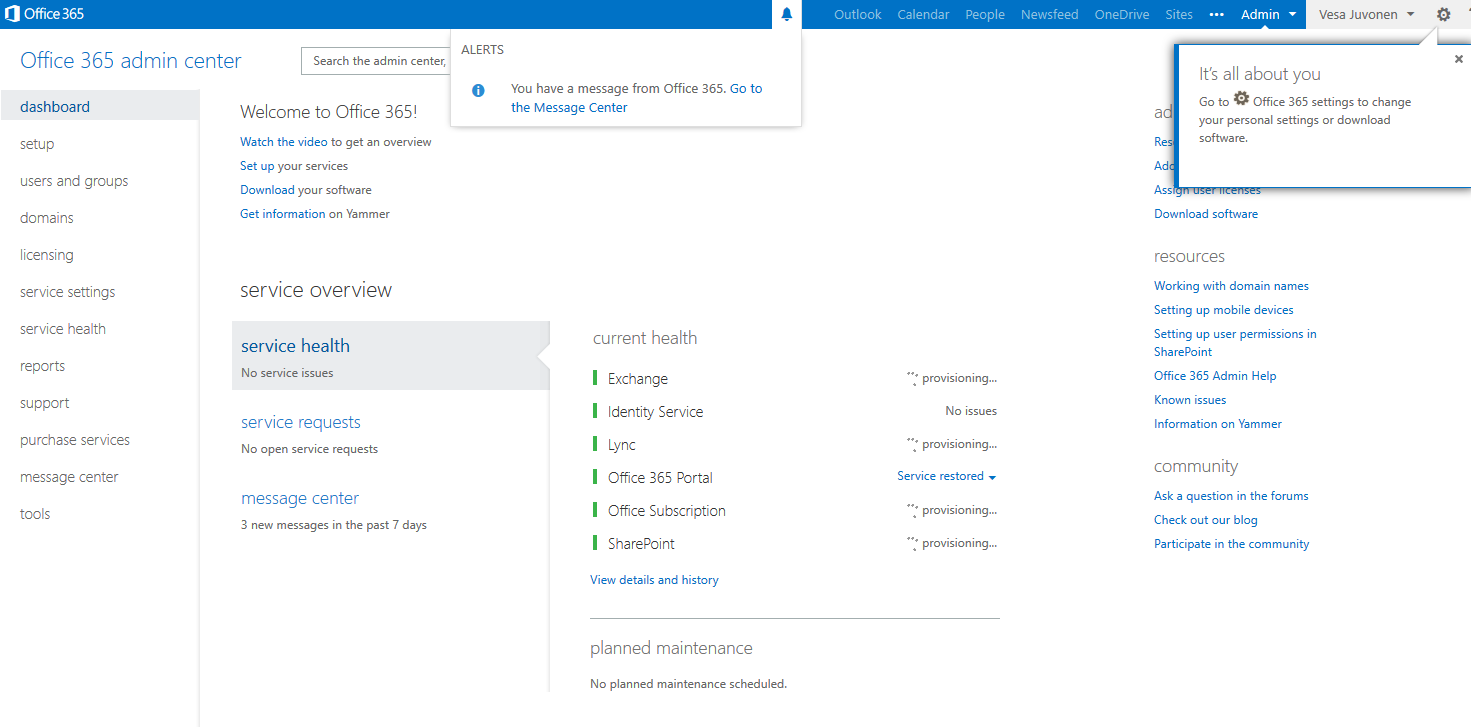 Office 365
Outlook Calendar People Newsfeed OneDrive Sites ••• Admin Vesa Juvonen
Office 365 admin center
Search the admin center,
ALERTS
You have a message from Office 365. Go to
the Message Center
It's all about you
Go to Office 365 settings to change
your personal settings or download
software.
dashboard
setup
users and groups
domains
licensing
service settings
service health
reports
support
purchase services
message center
tools
Welcome to Office 365!
Watch the video to get an overview
Set up your services
Download your software
Get information on Yammer
service overview
service health
No service issues
service requests
No open service requests
message center
3 new messages in the past 7 days
current health
Exchange provisioning...
Identity Service No issues
Lync provisioning...
Office 365 Portal Service restored
Office Subscription provisioning...
SharePoint provisioning...
View details and history
planned maintenance
No planned maintenance scheduled.
Assign user licenses
Download software
resources
Working with domain names
Setting up mobile devices
Setting up user permissions in
SharePoint
Office 365 Admin Help
Known issues
Information on Yammer
community
Ask a question in the forums
Check out our blog
Participate in the community